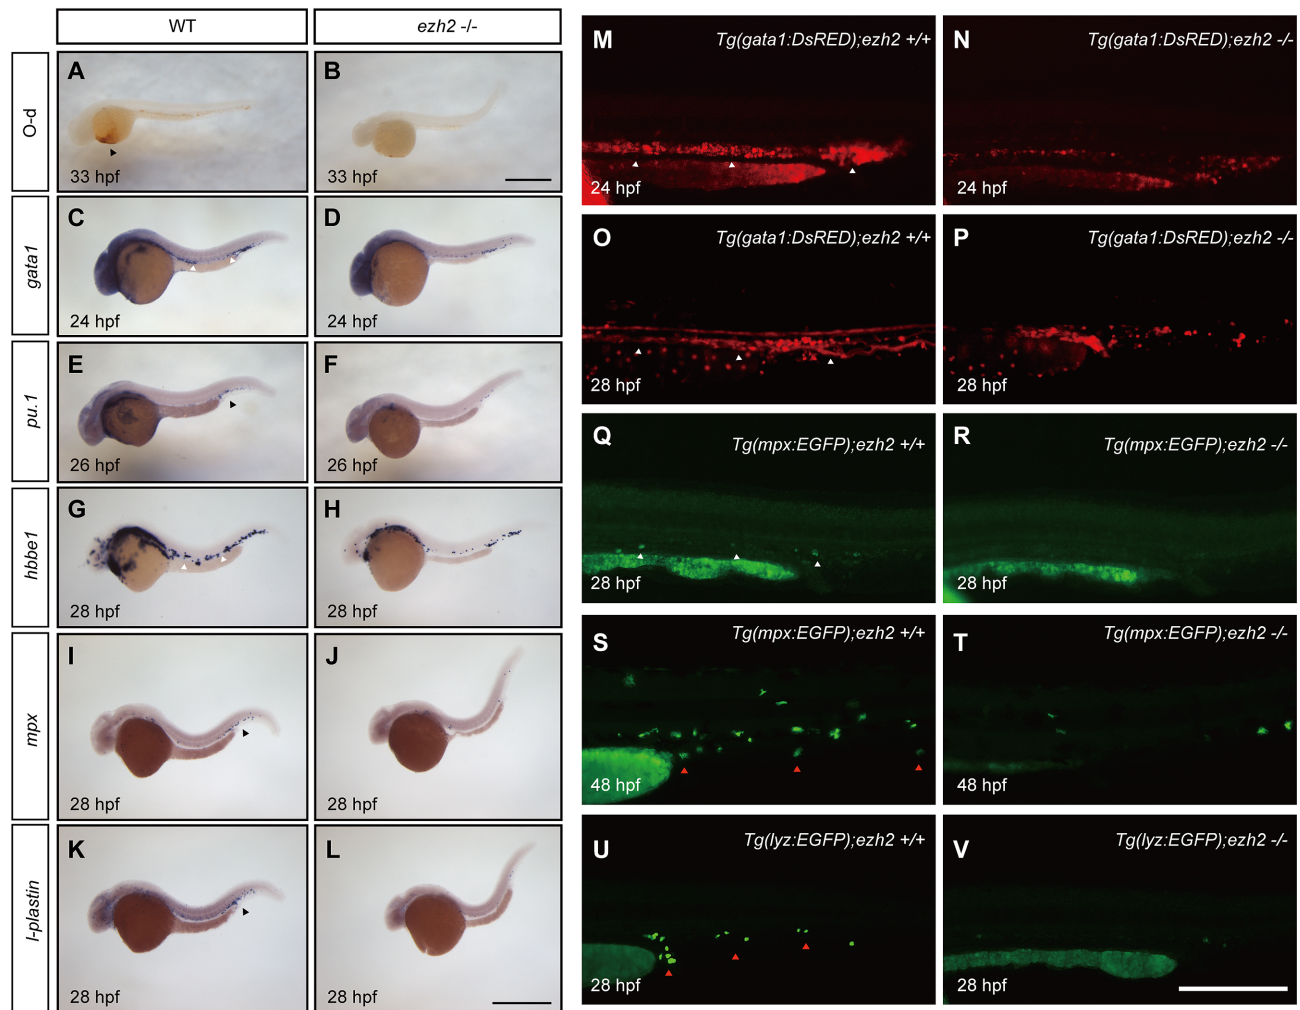 WT
ezh2 -/-
O-d
A
33 hpf
B
33 hpf
gata1
C
24 hpf
D
24 hpf
pu.1
E
26 hpf
F
26 hpf
hbbe1
G
28 hpf
H
28 hpf
mpx
I
28 hpf
J
28 hpf
l-plastin
K
28 hpf
L
28 hpf
M
Tg(gata1:DsRED);ezh2 +/+
24 hpf
N
Tg(gata1:DsRED);ezh2 -/-
24 hpf
O
Tg(gata1:DsRED);ezh2 +/+
28 hpf
P
Tg(gata1:DsRED);ezh2 -/-
28 hpf
Q
Tg(mpx:EGFP);ezh2 +/+
28 hpf
R
Tg(mpx:EGFP);ezh2 -/-
28 hpf
S
Tg(mpx:EGFP);ezh2 +/+
48 hpf
T
Tg(mpx:EGFP);ezh2 -/-
48 hpf
U
Tg(lyz:EGFP);ezh2 +/+
28 hpf
V
Tg(lyz:EGFP);ezh2 -/-
28 hpf